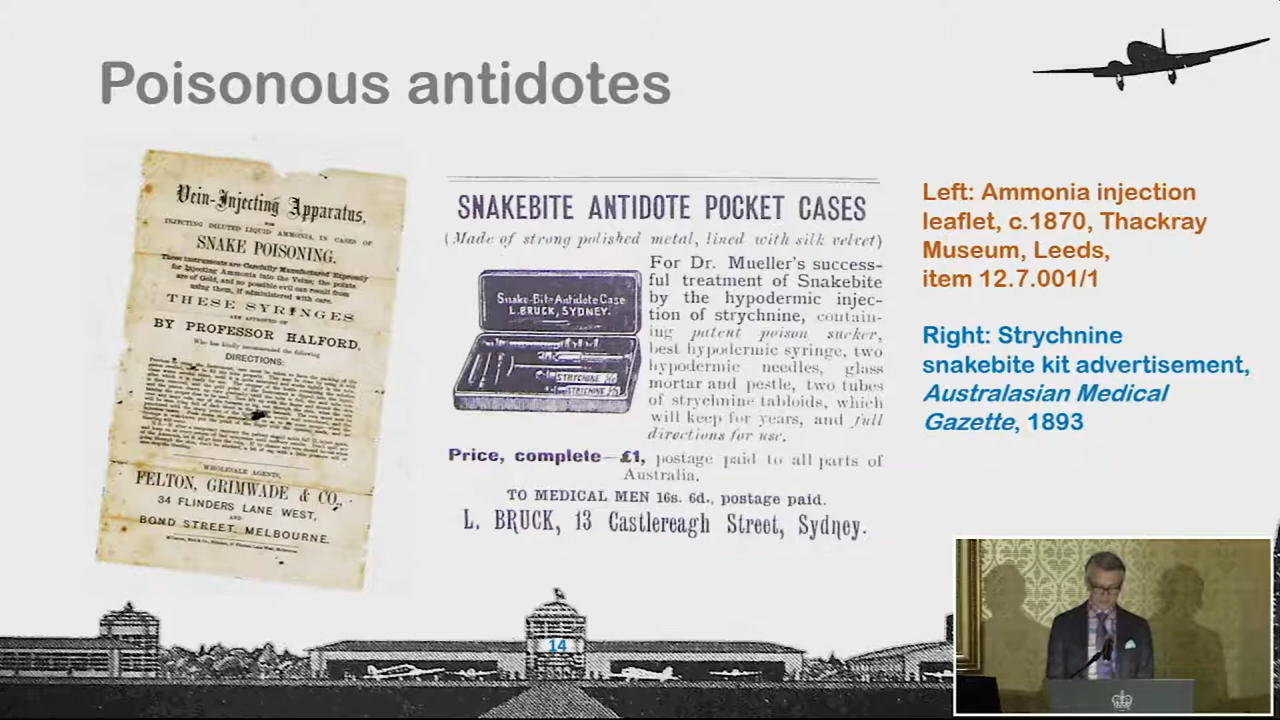 Poisonous antidotes
Vein-Injecting Apparatus,
INJECTING DILUTED LIQUID AMMONIA, IN CASES OF
SNAKE POISONING.
These instruments are Carefully Manufactured Expressly
for Injecting Ammonia into the Veins; the points
are of Gold, and no possible evil can result from
using them, if administered with care.
THESE SYRINGES
ARE APPROVED OF
BY PROFESSOR HALFORD,
Who has kindly recommended the following
DIRECTIONS:
WHOLESALE AGENTS,
FELTON, GRIMWADE & CO.,
34 FLINDERS LANE WEST,
AND
BOND STREET, MELBOURNE.
SNAKEBITE ANTIDOTE POCKET CASES
(Made of strong polished metal, lined with silk velvet)
Snake-Bite Antidote Case
L. BRUCK, SYDNEY.
STRYCHNINE
STRYCHNINE
For Dr. Mueller's success-
ful treatment of Snakebite
by the hypodermic injec-
tion of strychnine, contain-
ing patent poison sucker,
best hypodermic syringe, two
hypodermic needles, glass
mortar and pestle, two tubes
of strychnine tabloids, which
will keep for years, and full
directions for use.
Price, complete—£1, postage paid to all parts of
Australia.
TO MEDICAL MEN 16s. 6d., postage paid.
L. BRUCK, 13 Castlereagh Street, Sydney.
Left: Ammonia injection
leaflet, c.1870, Thackray
Museum, Leeds,
item 12.7.001/1
Right: Strychnine
snakebite kit advertisement,
Australasian Medical
Gazette, 1893
14